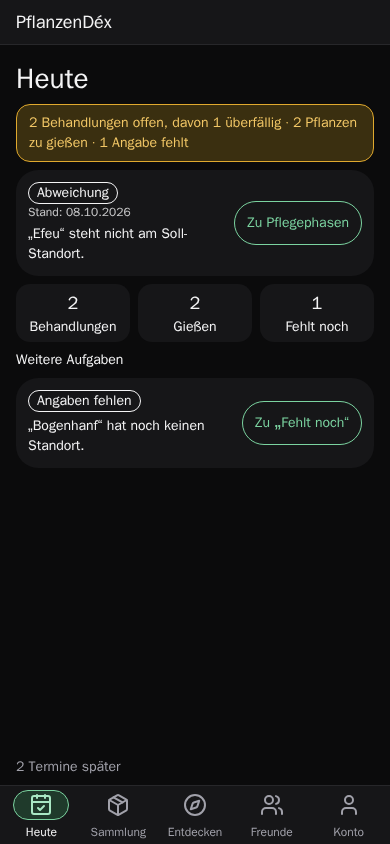 PflanzenDéx
Heute
2 Behandlungen offen, davon 1 überfällig · 2 Pflanzen
zu gießen · 1 Angabe fehlt
Abweichung
Stand: 08.10.2026
„Efeu“ steht nicht am Soll-
Standort.
Zu Pflegephasen
2
Behandlungen
2
Gießen
1
Fehlt noch
Weitere Aufgaben
Angaben fehlen
„Bogenhanf“ hat noch keinen
Standort.
Zu „Fehlt noch“
2 Termine später
Heute
Sammlung
Entdecken
Freunde
Konto